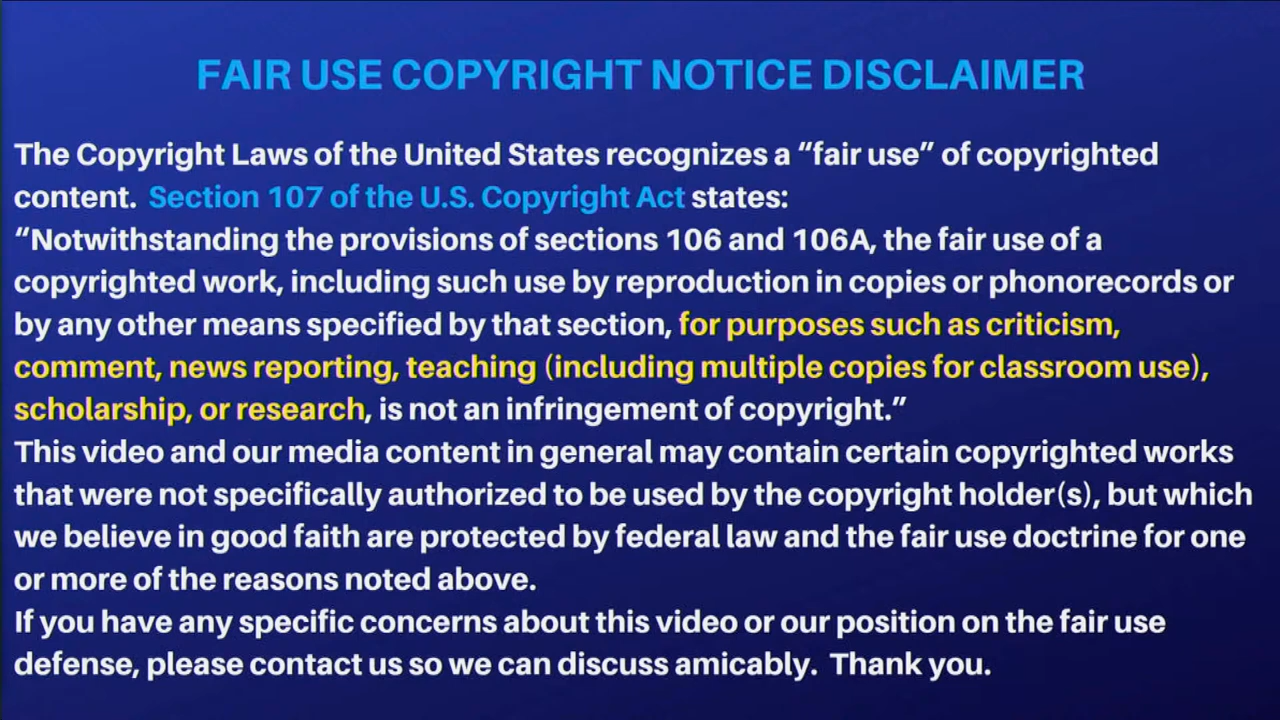 FAIR USE COPYRIGHT NOTICE DISCLAIMER
The Copyright Laws of the United States recognizes a “fair use” of copyrighted
content.  Section 107 of the U.S. Copyright Act states:
“Notwithstanding the provisions of sections 106 and 106A, the fair use of a
copyrighted work, including such use by reproduction in copies or phonorecords or
by any other means specified by that section, for purposes such as criticism,
comment, news reporting, teaching (including multiple copies for classroom use),
scholarship, or research, is not an infringement of copyright.”
This video and our media content in general may contain certain copyrighted works
that were not specifically authorized to be used by the copyright holder(s), but which
we believe in good faith are protected by federal law and the fair use doctrine for one
or more of the reasons noted above.
If you have any specific concerns about this video or our position on the fair use
defense, please contact us so we can discuss amicably.  Thank you.